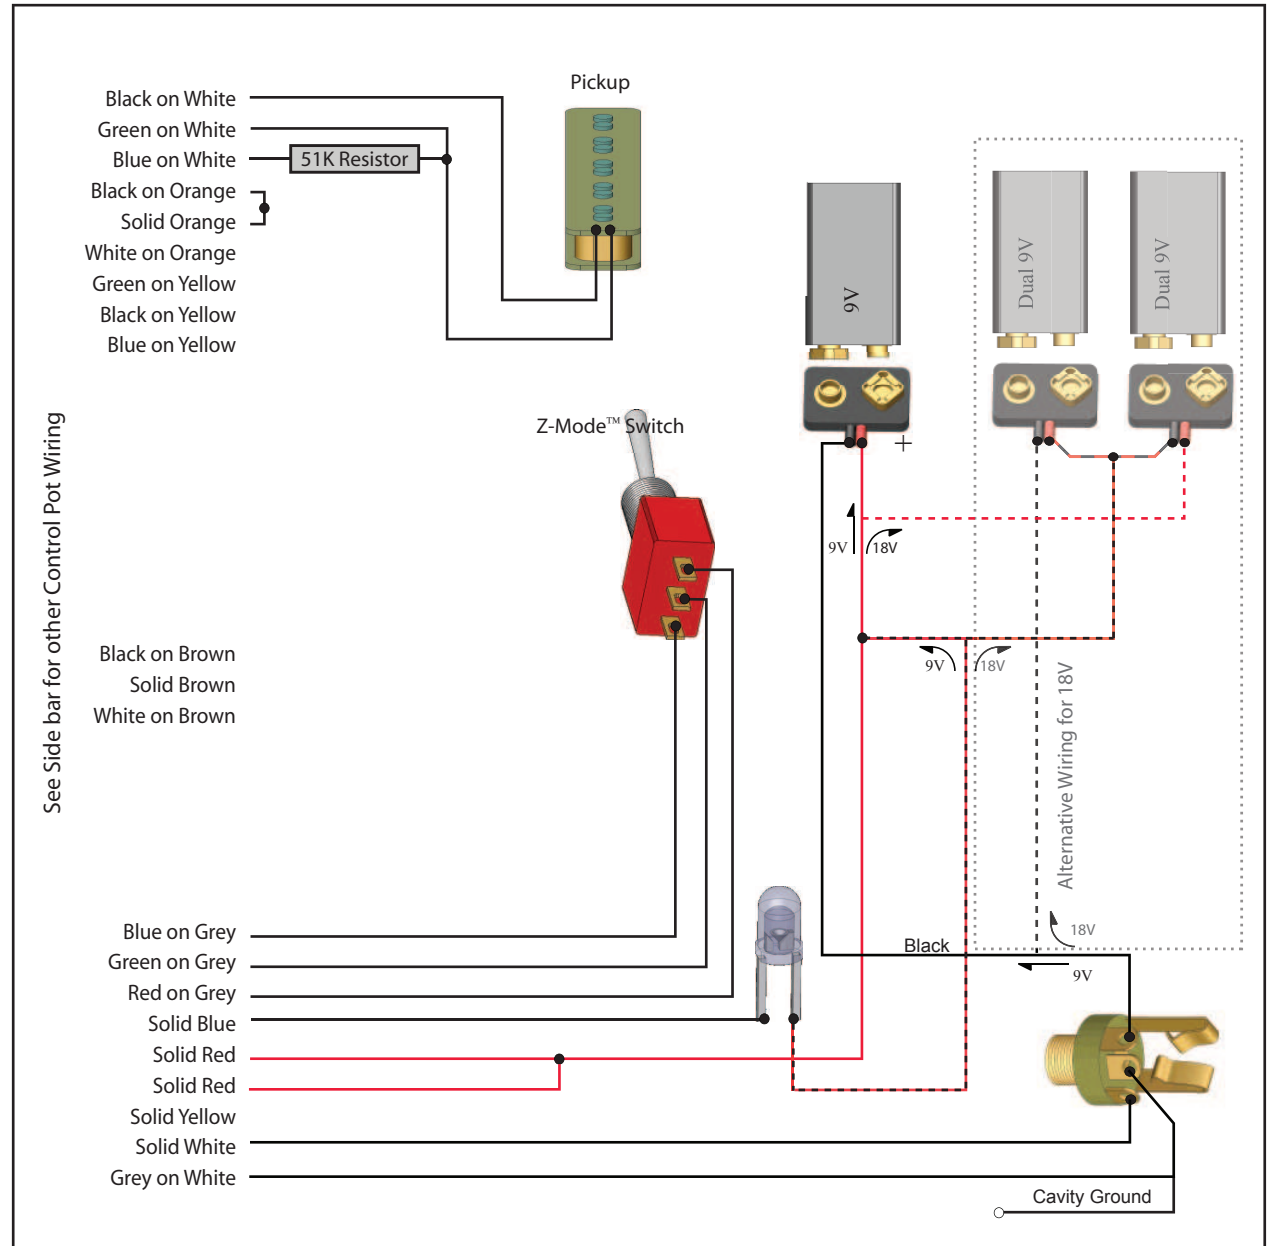 Pickup
Black on White
Green on White
Blue on White
51K Resistor
Black on Orange
Solid Orange
White on Orange
Green on Yellow
Black on Yellow
Blue on Yellow
9V
Dual 9V
Dual 9V
Z-Mode™ Switch
+
9V
18V
See Side bar for other Control Pot Wiring
Black on Brown
Solid Brown
White on Brown
9V
18V
Alternative Wiring for 18V
Blue on Grey
Green on Grey
Red on Grey
Solid Blue
Solid Red
Solid Red
Solid Yellow
Solid White
Grey on White
18V
Black
9V
Cavity Ground